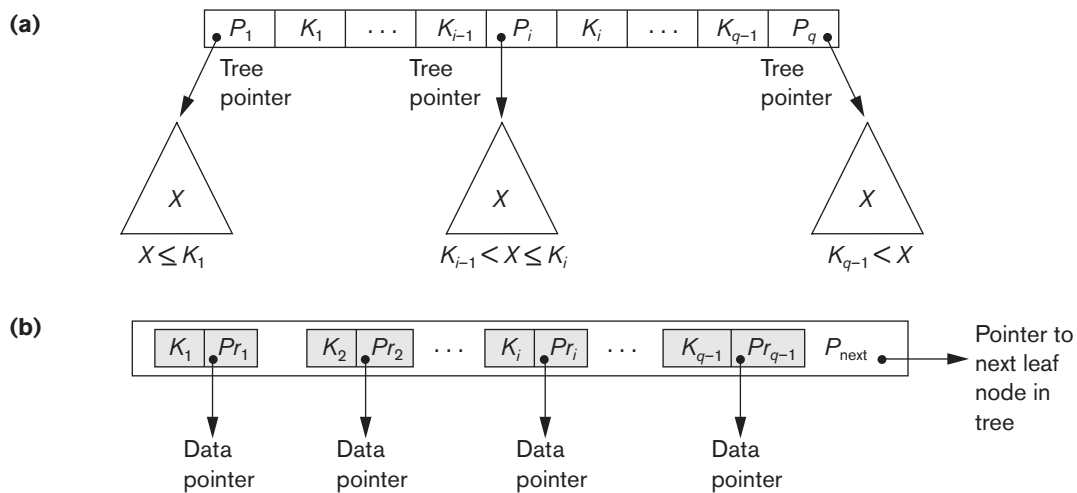 (a)
P1 K1 . . . Ki–1 Pi Ki . . . Kq–1 Pq
Tree pointer
Tree pointer
Tree pointer
X
X
X
X ≤ K1
Ki–1 < X ≤ Ki
Kq–1 < X
(b)
K1 Pr1 K2 Pr2 . . . Ki Pri . . . Kq–1 Prq–1 Pnext
Pointer to
next leaf
node in
tree
Data
pointer
Data
pointer
Data
pointer
Data
pointer